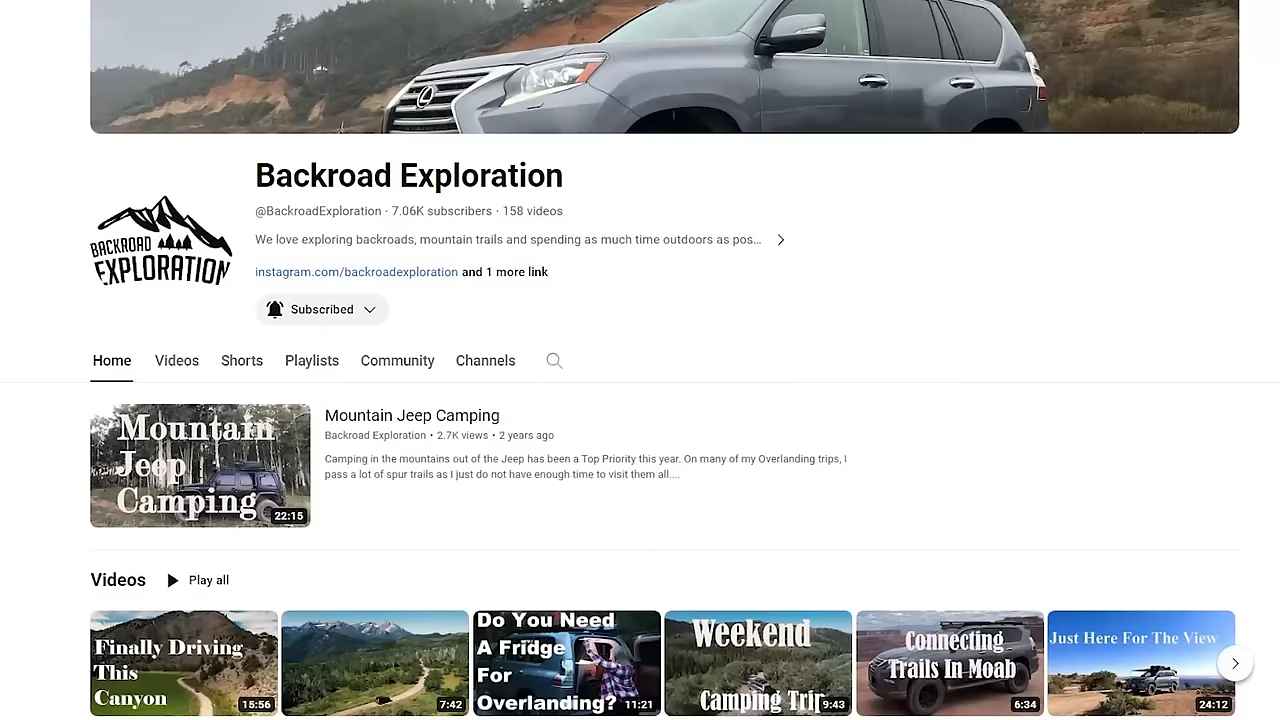 Backroad Exploration
@BackroadExploration · 7.06K subscribers · 158 videos
BACKROAD
EXPLORATION
We love exploring backroads, mountain trails and spending as much time outdoors as pos...
instagram.com/backroadexploration and 1 more link
Subscribed
Home Videos Shorts Playlists Community Channels
Mountain
Jeep
Camping
22:15
Mountain Jeep Camping
Backroad Exploration • 2.7K views • 2 years ago
Camping in the mountains out of the Jeep has been a Top Priority this year. On many of my Overlanding trips, I
pass a lot of spur trails as I just do not have enough time to visit them all....
Videos Play all
Finally Driving
This
Canyon
15:56
7:42
Do You Need
A Fridge
For
Overlanding?
11:21
Weekend
Camping Trip
9:43
Connecting
Trails In Moab
6:34
Just Here For The View
24:12